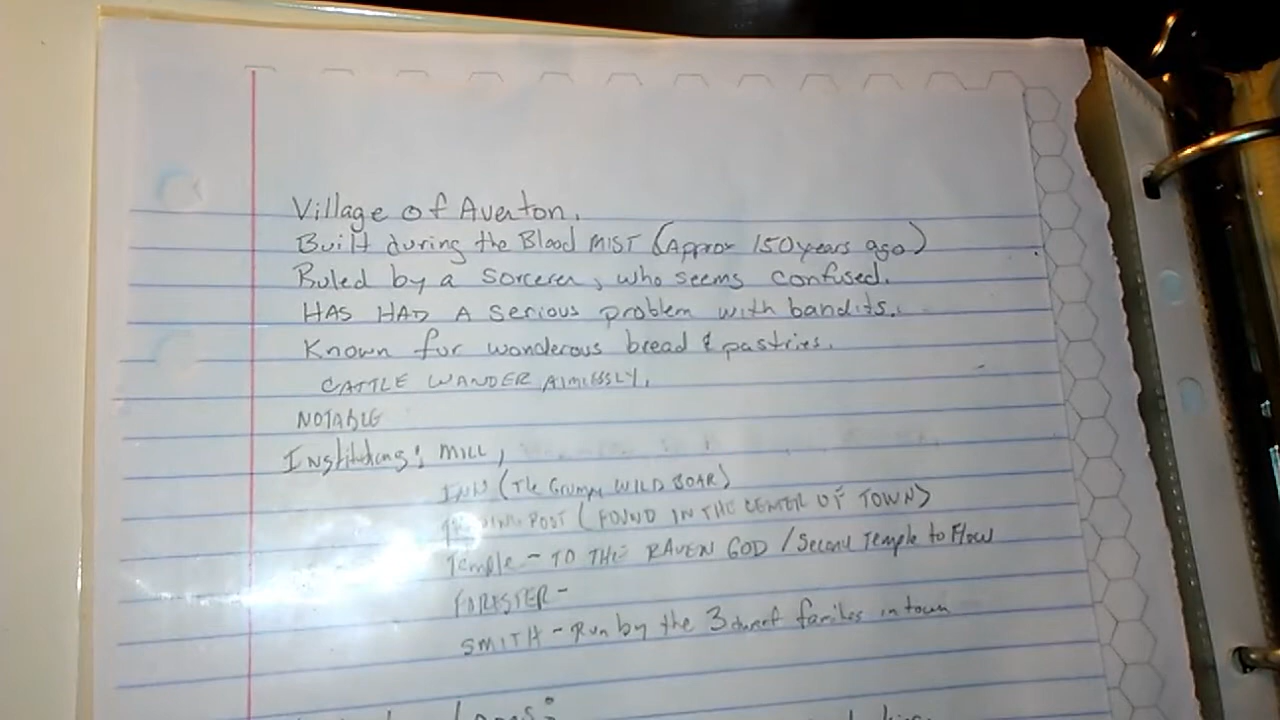 Village of Averton.
Built during the Blood MIST (Approx 150 years ago)
Ruled by a sorcerer, who seems confused.
HAS HAD A serious problem with bandits.
Known for wonderous bread & pastries.
CATTLE WANDER AIMLESSLY.
NOTABLE
Institutions: MILL,
INN (The Grumpy WILD BOAR)
TRADING POST (FOUND IN THE CENTER OF TOWN)
Temple - TO THE RAVEN GOD / Second Temple to Flow
FORESTER -
SMITH - Run by the 3 dwarf families in town